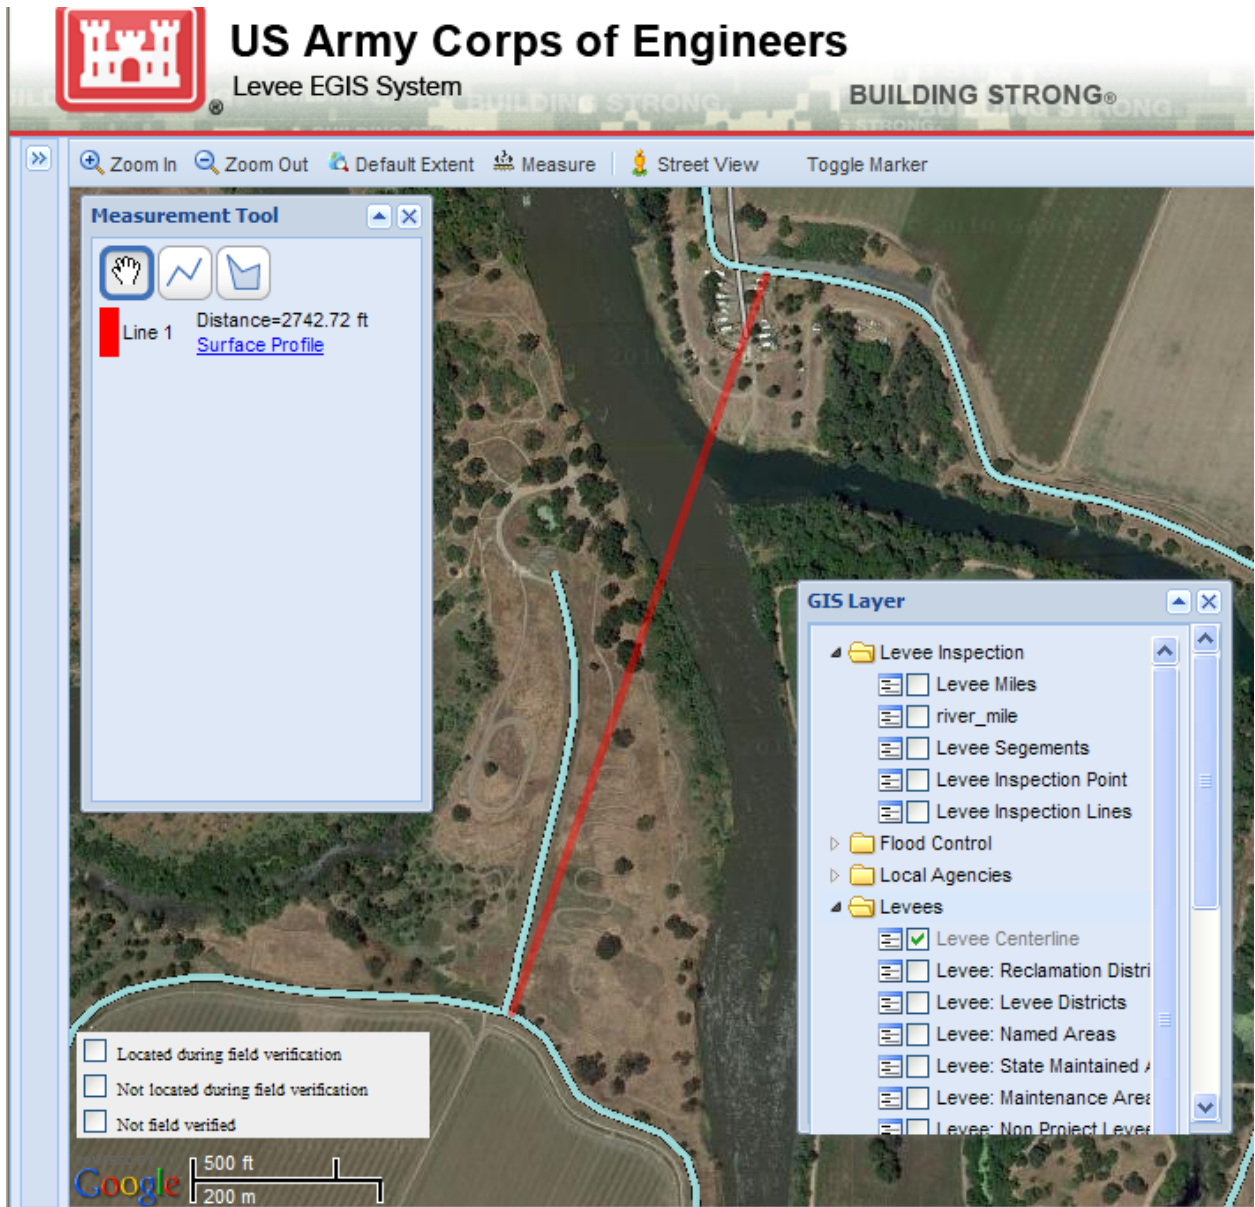 US Army Corps of Engineers
Levee EGIS System
®
BUILDING STRONG®
Zoom In Zoom Out Default Extent Measure Street View Toggle Marker
Measurement Tool
Line 1 Distance=2742.72 ft
Surface Profile
GIS Layer
Levee Inspection
Levee Miles
river_mile
Levee Segements
Levee Inspection Point
Levee Inspection Lines
Flood Control
Local Agencies
Levees
Levee Centerline
Levee: Reclamation Distri
Levee: Levee Districts
Levee: Named Areas
Levee: State Maintained
Levee: Maintenance Area
Levee: Non Project Levee
Located during field verification
Not located during field verification
Not field verified
Google
500 ft
200 m